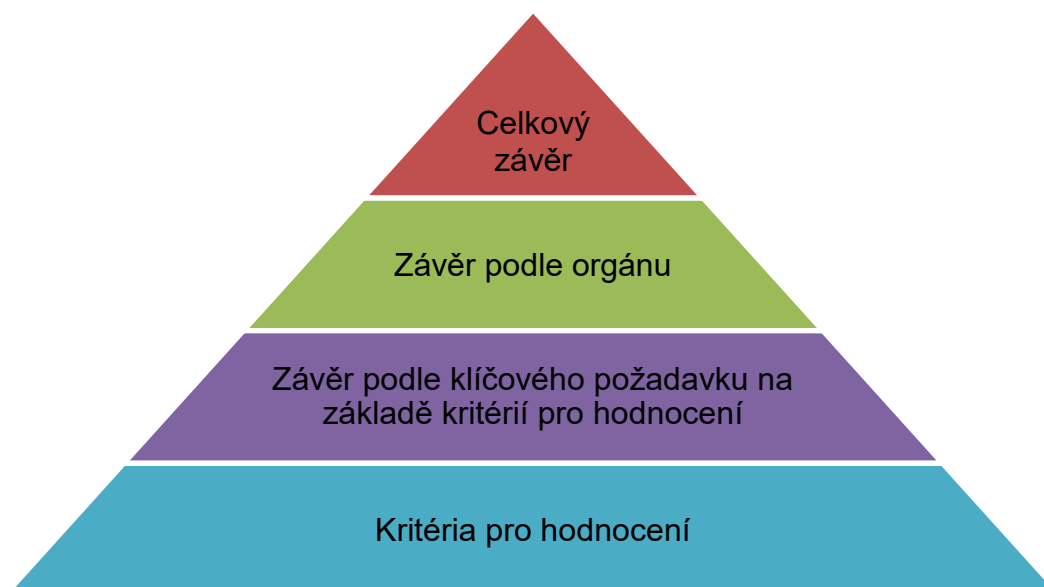 Celkový
závěr
Závěr podle orgánu
Závěr podle klíčového požadavku na
základě kritérií pro hodnocení
Kritéria pro hodnocení